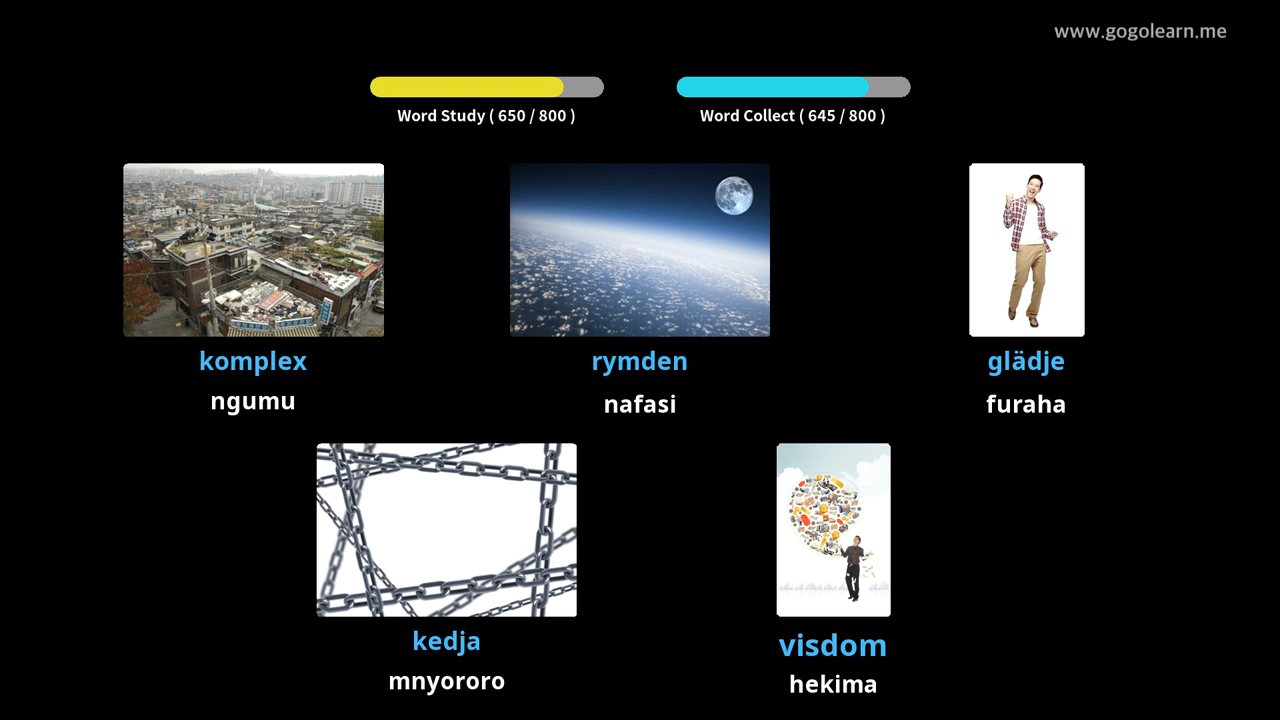 www.gogolearn.me
Word Study ( 650 / 800 )
Word Collect ( 645 / 800 )
komplex
ngumu
rymden
nafasi
glädje
furaha
kedja
mnyororo
visdom
hekima